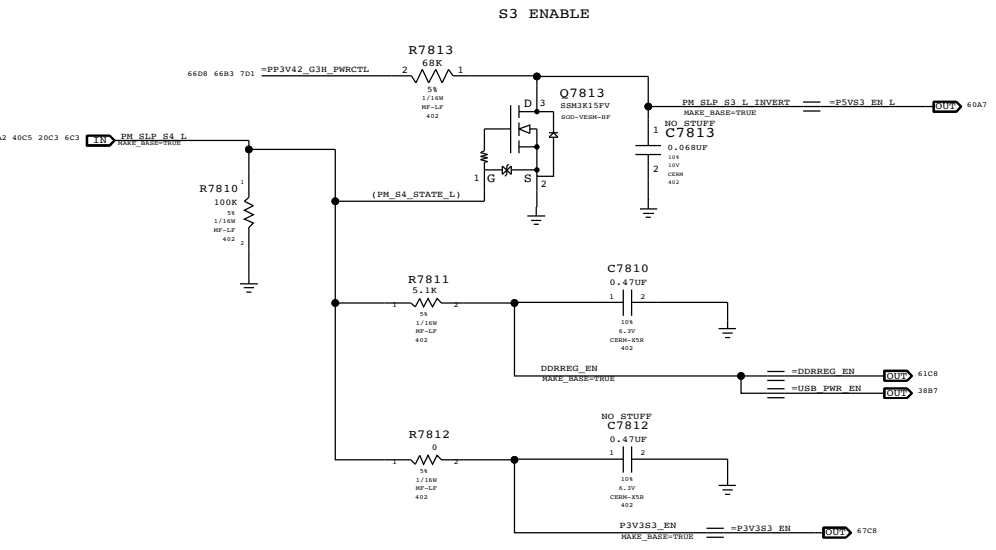 S3 ENABLE
R7813
68K
66D8 66B3 7D1 =PP3V42_G3H_PWRCTL
2 1
5%
1/16W
MF-LF
402
D 3
Q7813
SSM3K15FV
SOD-VESM-HF
PM_SLP_S3_L_INVERT =P5VS3_EN_L OUT 60A7
MAKE_BASE=TRUE
NO STUFF
1 C7813
0.068UF
10%
10V
CERM
402
2
A2 40C5 20C3 6C3 IN PM_SLP_S4_L
MAKE_BASE=TRUE
1 G S 2
(PM_S4_STATE_L)
R7810
1
100K
5%
1/16W
MF-LF
402
2
R7811
5.1K
1 2
5%
1/16W
MF-LF
402
C7810
0.47UF
1 2
10%
6.3V
CERM-X5R
402
DDRREG_EN =DDRREG_EN OUT 61C8
MAKE_BASE=TRUE
=USB_PWR_EN OUT 38B7
R7812
0
1 2
5%
1/16W
MF-LF
402
NO STUFF
C7812
0.47UF
1 2
10%
6.3V
CERM-X5R
402
P3V3S3_EN =P3V3S3_EN OUT 67C8
MAKE_BASE=TRUE